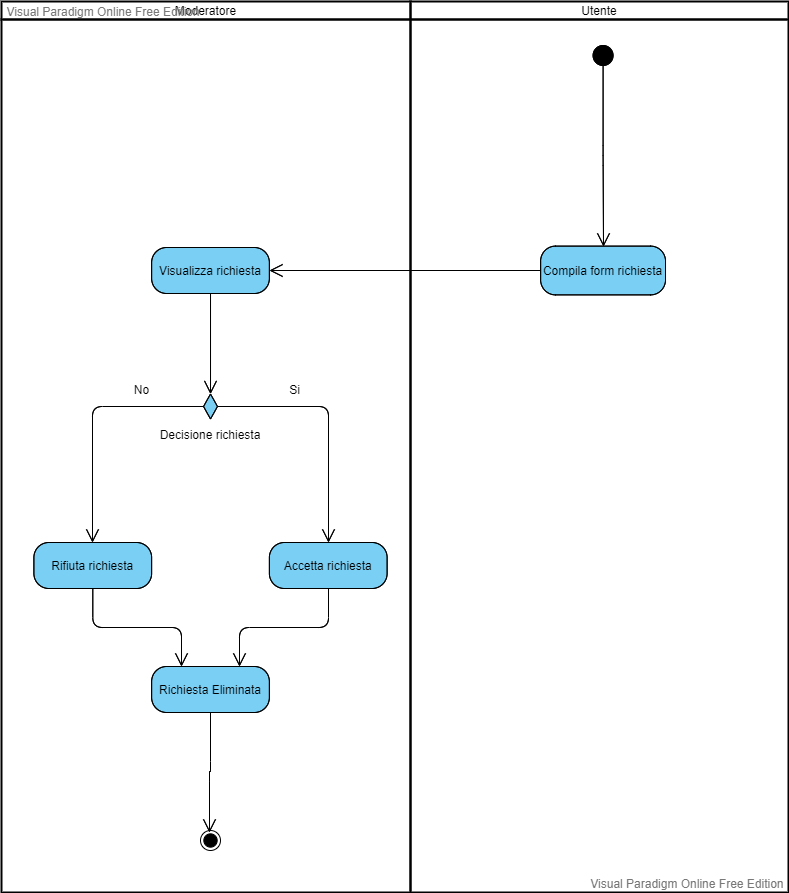 Visual Paradigm Online Free Edition
Moderatore
Utente
Visualizza richiesta
Compila form richiesta
No
Si
Decisione richiesta
Rifiuta richiesta
Accetta richiesta
Richiesta Eliminata
Visual Paradigm Online Free Edition